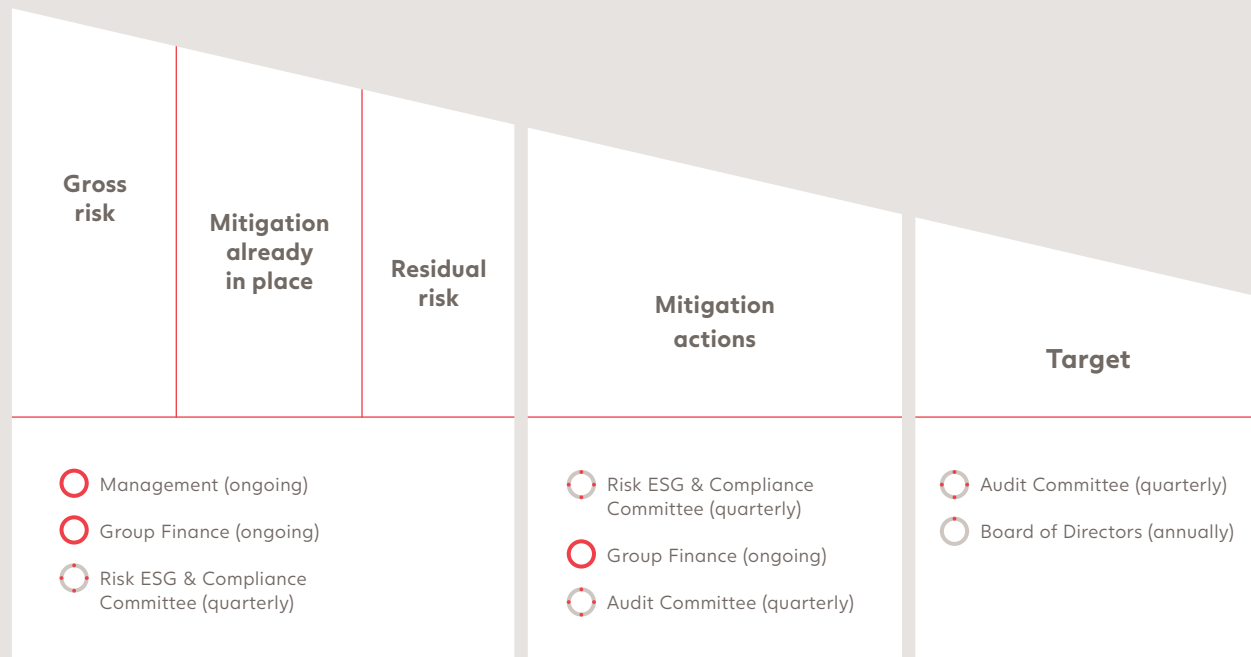 Gross
risk
Mitigation
already
in place
Residual
risk
Mitigation
actions
Target
Management (ongoing)
Group Finance (ongoing)
Risk ESG & Compliance
Committee (quarterly)
Risk ESG & Compliance
Committee (quarterly)
Group Finance (ongoing)
Audit Committee (quarterly)
Audit Committee (quarterly)
Board of Directors (annually)